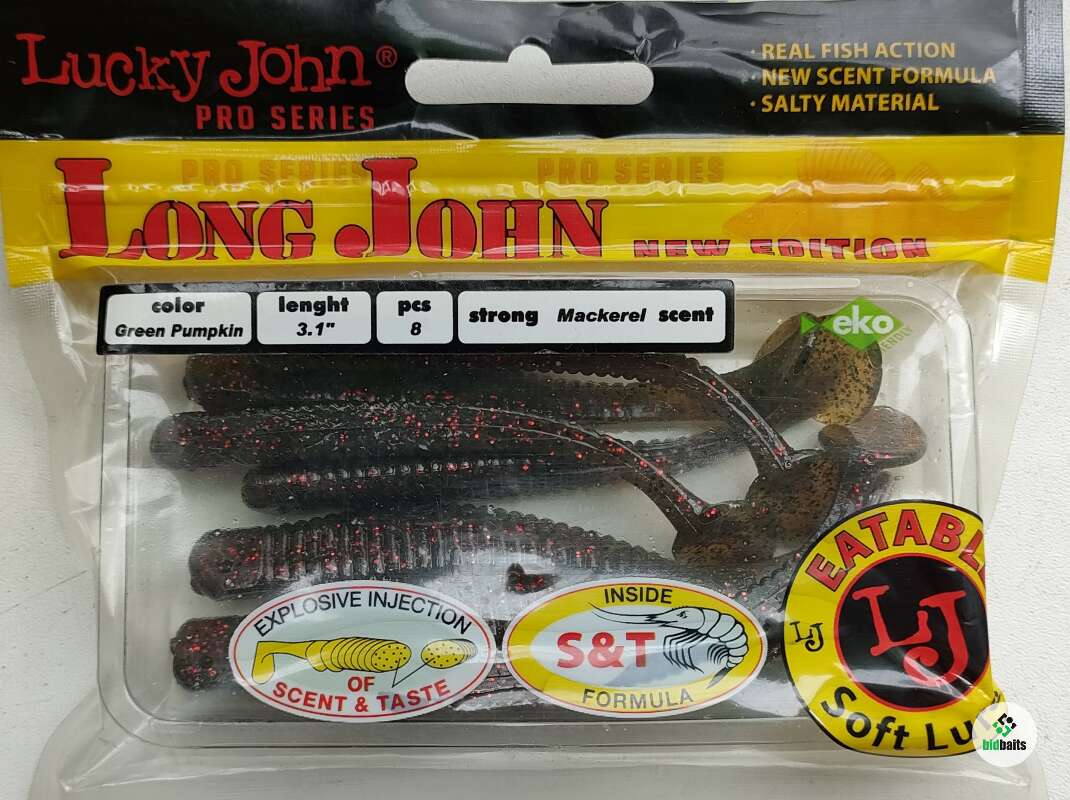 Lucky John®
PRO SERIES
· REAL FISH ACTION
· NEW SCENT FORMULA
· SALTY MATERIAL
PRO SERIES PRO SERIES
LONG JOHN NEW EDITION
color
Green Pumpkin
lenght
3.1"
pcs
8
strong Mackerel scent
eko
EXPLOSIVE INJECTION
OF
SCENT & TASTE
INSIDE
S&T
FORMULA
EATABL
LJ
LJ
Soft Lu
bidbaits